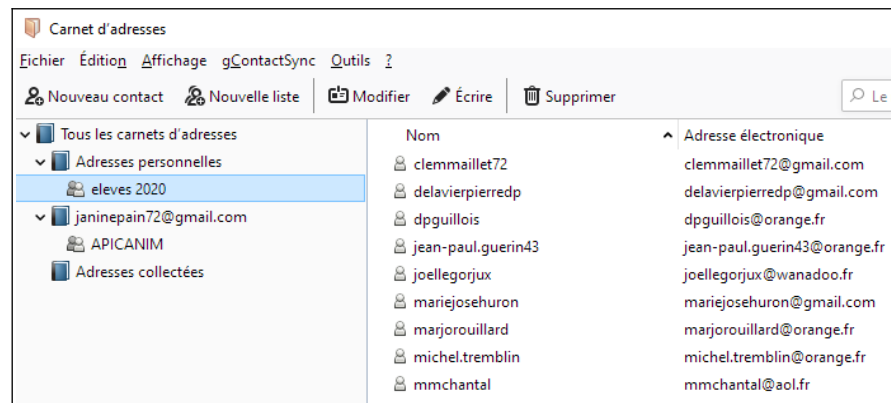 Carnet d'adresses
Fichier Édition Affichage gContactSync Outils ?
Nouveau contact Nouvelle liste Modifier Écrire Supprimer Le
Tous les carnets d'adresses
Adresses personnelles
eleves 2020
janinepain72@gmail.com
APICANIM
Adresses collectées
Nom Adresse électronique
clemmaillet72 clemmaillet72@gmail.com
delavierpierredp delavierpierredp@gmail.com
dpguillois dpguillois@orange.fr
jean-paul.guerin43 jean-paul.guerin43@orange.fr
joellegorjux joellegorjux@wanadoo.fr
mariejosehuron mariejosehuron@gmail.com
marjorouillard marjorouillard@orange.fr
michel.tremblin michel.tremblin@orange.fr
mmchantal mmchantal@aol.fr